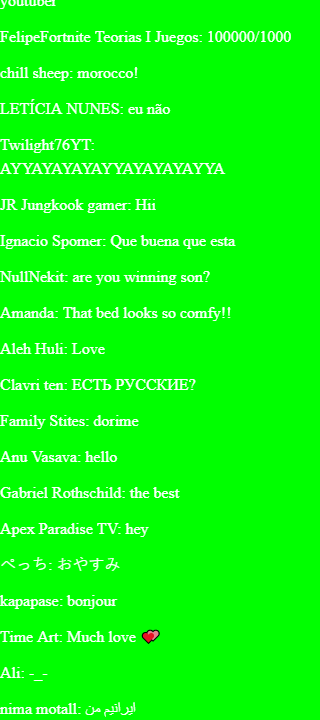 youtuber
FelipeFortnite Teorias I Juegos: 100000/1000
chill sheep: morocco!
LETÍCIA NUNES: eu não
Twilight76YT:
AYYAYAYAYAYYAYAYAYAYYA
JR Jungkook gamer: Hii
Ignacio Spomer: Que buena que esta
NullNekit: are you winning son?
Amanda: That bed looks so comfy!!
Aleh Huli: Love
Clavri ten: ЕСТЬ РУССКИЕ?
Family Stites: dorime
Anu Vasava: hello
Gabriel Rothschild: the best
Apex Paradise TV: hey
ぺっち: おやすみ
kapapase: bonjour
Time Art: Much love 💕
Ali: -_-
nima motall: ایرانیم من